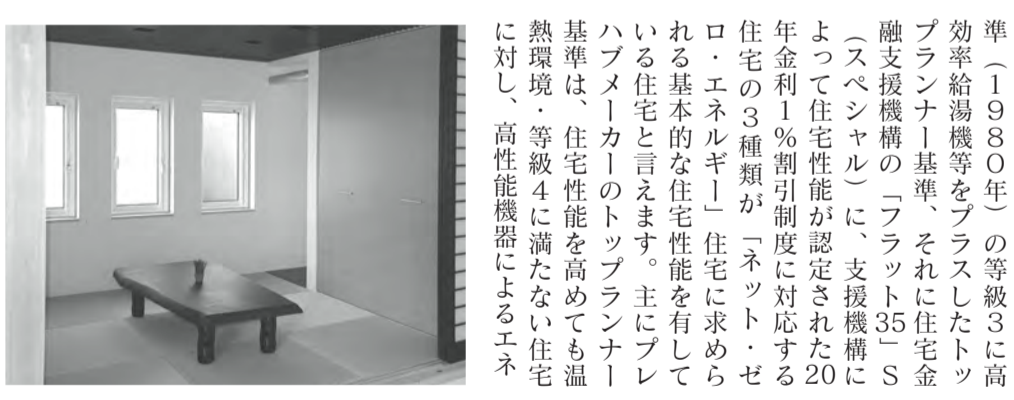 準（１９８０年）の等級３に高
効率給湯機等をプラスしたトッ
プランナー基準、それに住宅金
融支援機構の「フラット35」Ｓ
（スペシャル）に、支援機構に
よって住宅性能が認定された20
年金利１％割引制度に対応する
住宅の３種類が「ネット・ゼ
ロ・エネルギー」住宅に求めら
れる基本的な住宅性能を有して
いる住宅と言えます。主にプレ
ハブメーカーのトップランナー
基準は、住宅性能を高めても温
熱環境・等級４に満たない住宅
に対し、高性能機器によるエネ